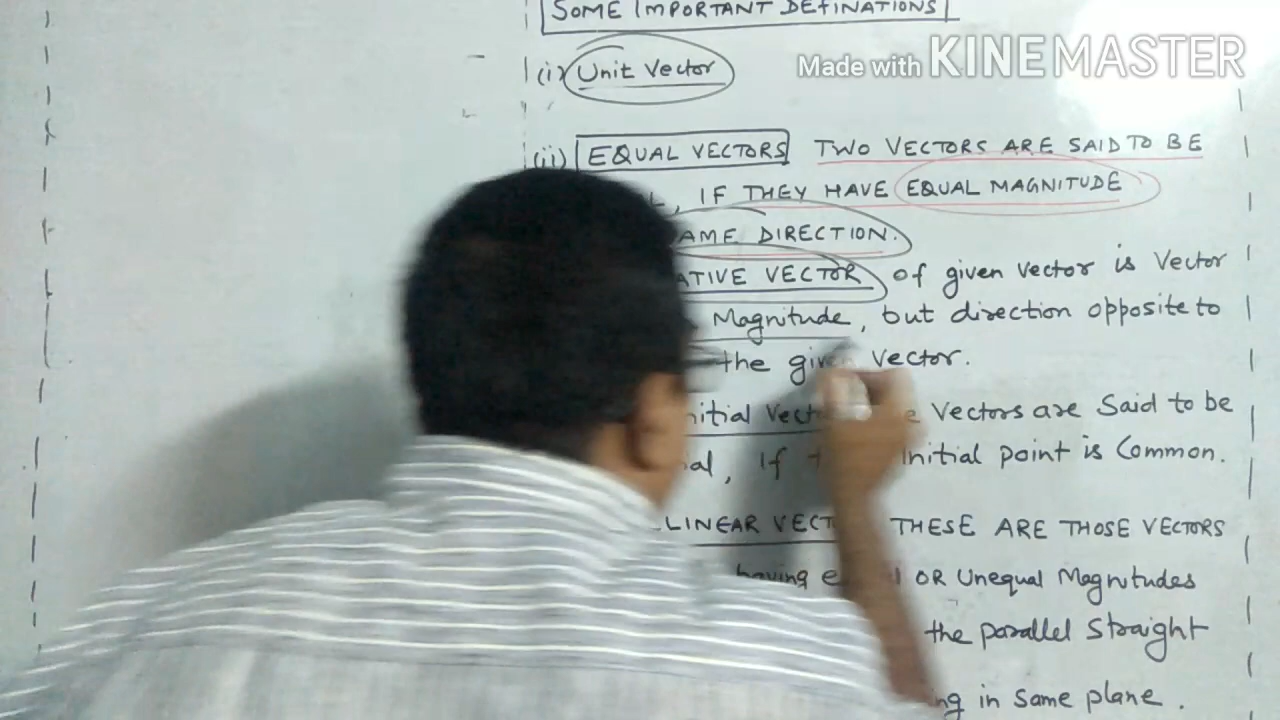 SOME IMPORTANT DEFINATIONS
Made with KINEMASTER
(i) Unit Vector
(ii) EQUAL VECTORS TWO VECTORS ARE SAID TO BE
, IF THEY HAVE EQUAL MAGNITUDE
AME DIRECTION.
ATIVE VECTOR of given vector is vector
Magnitude, but direction opposite to
the given vector.
nitial Vect Vectors are Said to be
al, If Initial point is Common.
LINEAR VECT THESE ARE THOSE VECTORS
having OR Unequal Magnitudes
the parallel Straight
ng in Same plane.